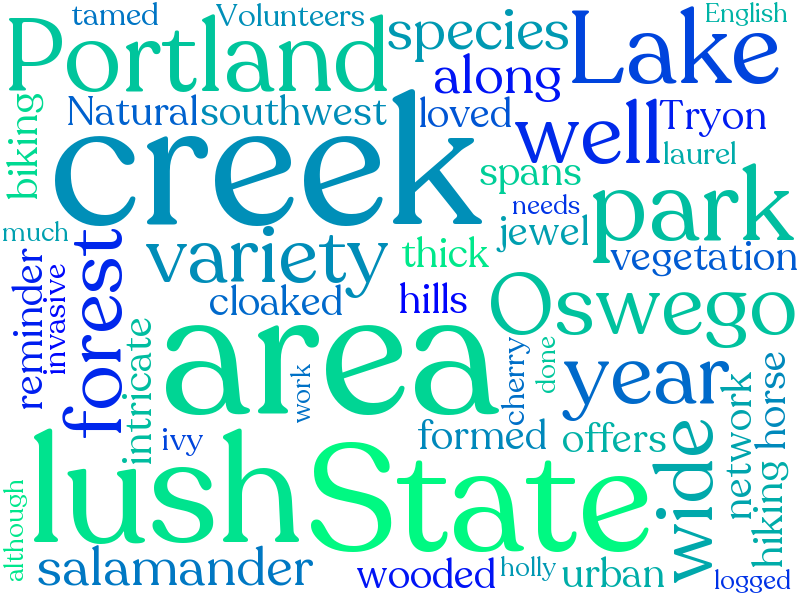 tamed
Volunteers
English
Portland
species
Lake
along
biking
Natural
southwest
loved
well
Tryon
creek
laurel
spans
needs
park
much
jewel
variety
thick
vegetation
forest
reminder
invasive
cloaked
hills
Oswego
area
intricate
work
cherry
done
year
ivy
formed
offers
wide
network
horse
hiking
lush
State
although
salamander
wooded
holly
urban
logged